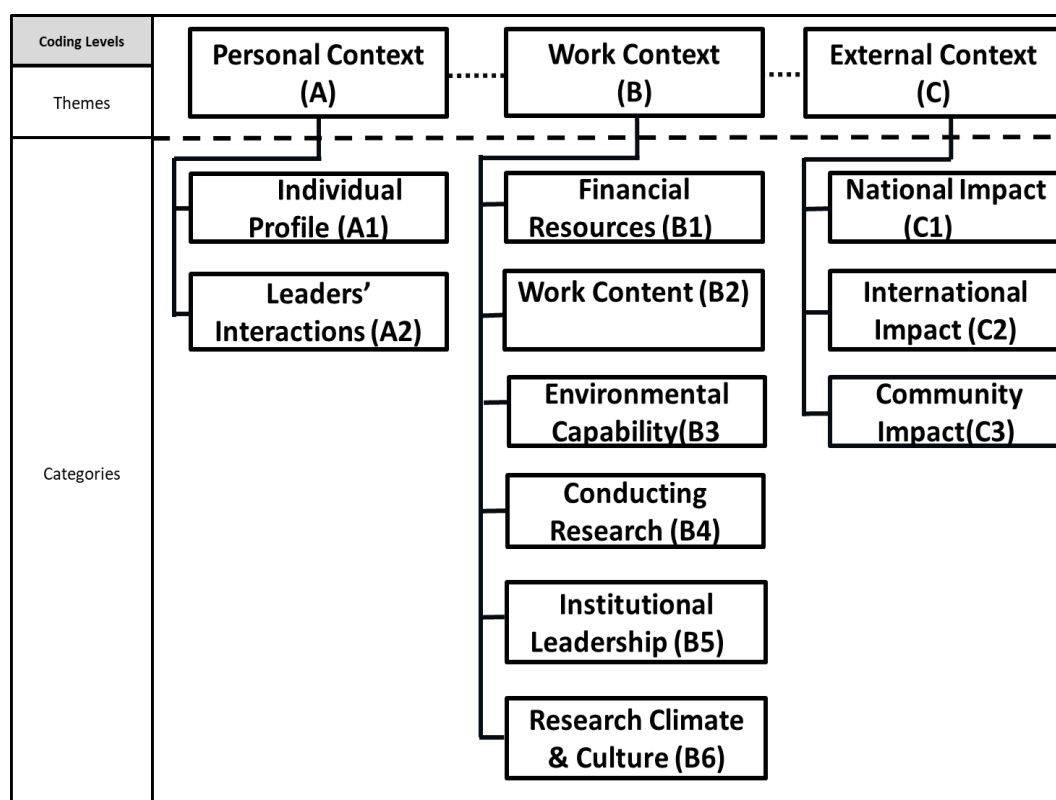 Coding Levels
Themes
Categories
Personal Context
(A)
Work Context
(B)
External Context
(C)
Individual
Profile (A1)
Leaders’
Interactions (A2)
Financial
Resources (B1)
Work Content (B2)
Environmental
Capability(B3
Conducting
Research (B4)
Institutional
Leadership (B5)
Research Climate
& Culture (B6)
National Impact
(C1)
International
Impact (C2)
Community
Impact(C3)